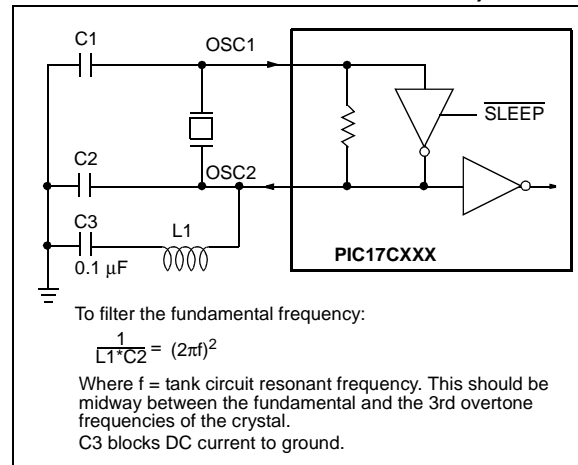 C1
OSC1
SLEEP
C2
OSC2
C3
L1
0.1 μF
PIC17CXXX
To filter the fundamental frequency:
1
L1*C2 = (2πf)2
Where f = tank circuit resonant frequency. This should be
midway between the fundamental and the 3rd overtone
frequencies of the crystal.
C3 blocks DC current to ground.